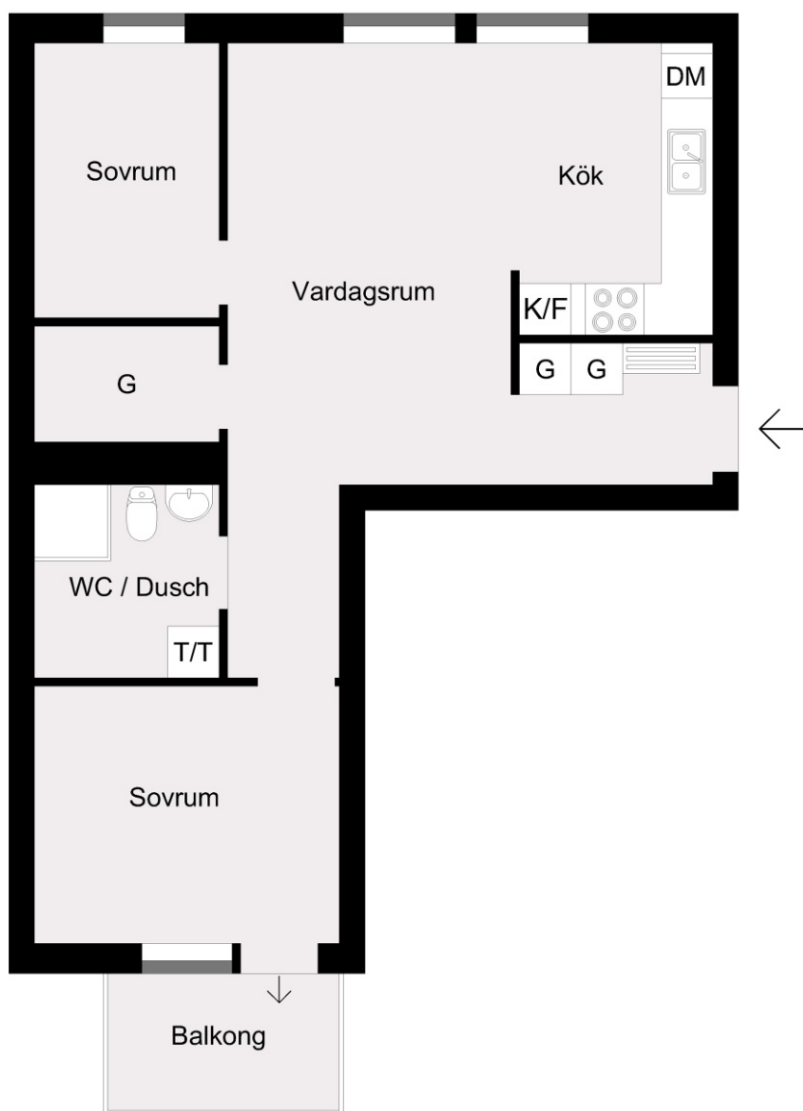 DM
Sovrum
Kök
Vardagsrum
K/F
G
G
G
WC / Dusch
T/T
Sovrum
Balkong